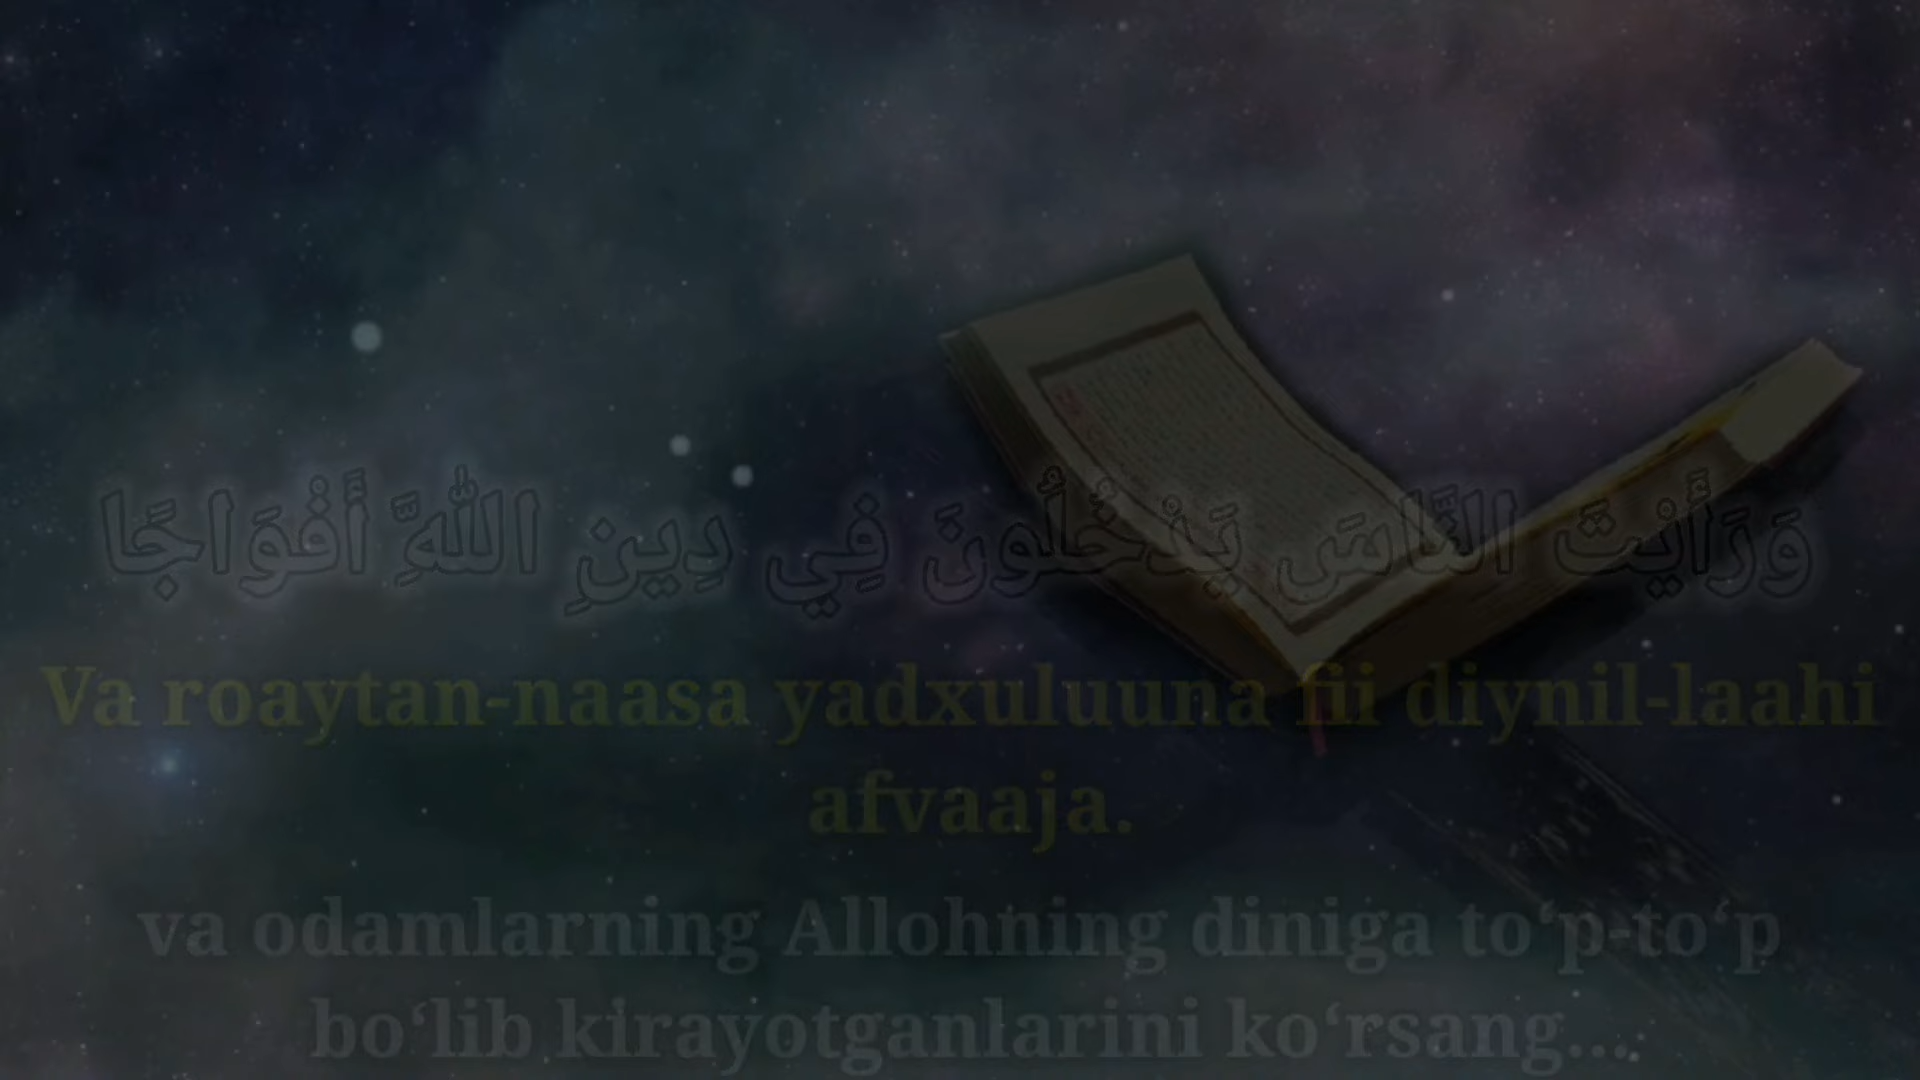 وَرَأَيْتَ النَّاسَ يَدْخُلُونَ فِي دِينِ اللَّهِ أَفْوَاجًا
Va roaytan-naasa yadxuluuna fii diynil-laahi
afvaaja.
va odamlarning Allohning diniga to‘p-to‘p
bo‘lib kirayotganlarini ko‘rsang...